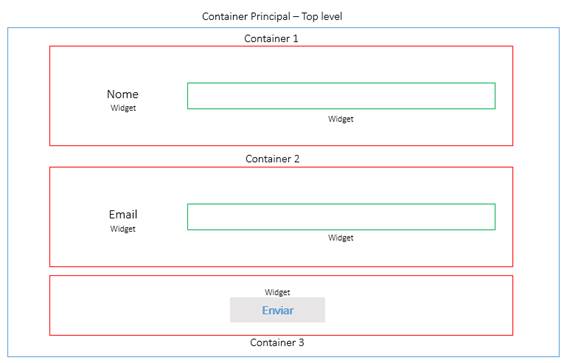 Container Principal – Top level
Container 1
Nome
Widget
Widget
Container 2
Email
Widget
Widget
Widget
Enviar
Container 3